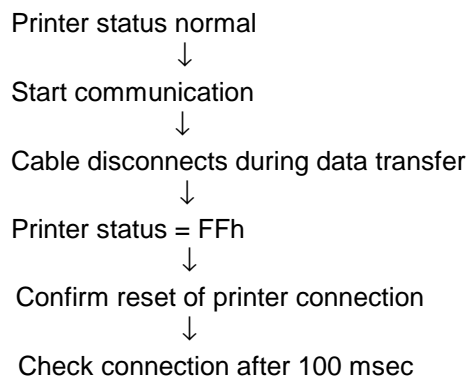 Printer status normal
↓
Start communication
↓
Cable disconnects during data transfer
↓
Printer status = FFh
↓
Confirm reset of printer connection
↓
Check connection after 100 msec